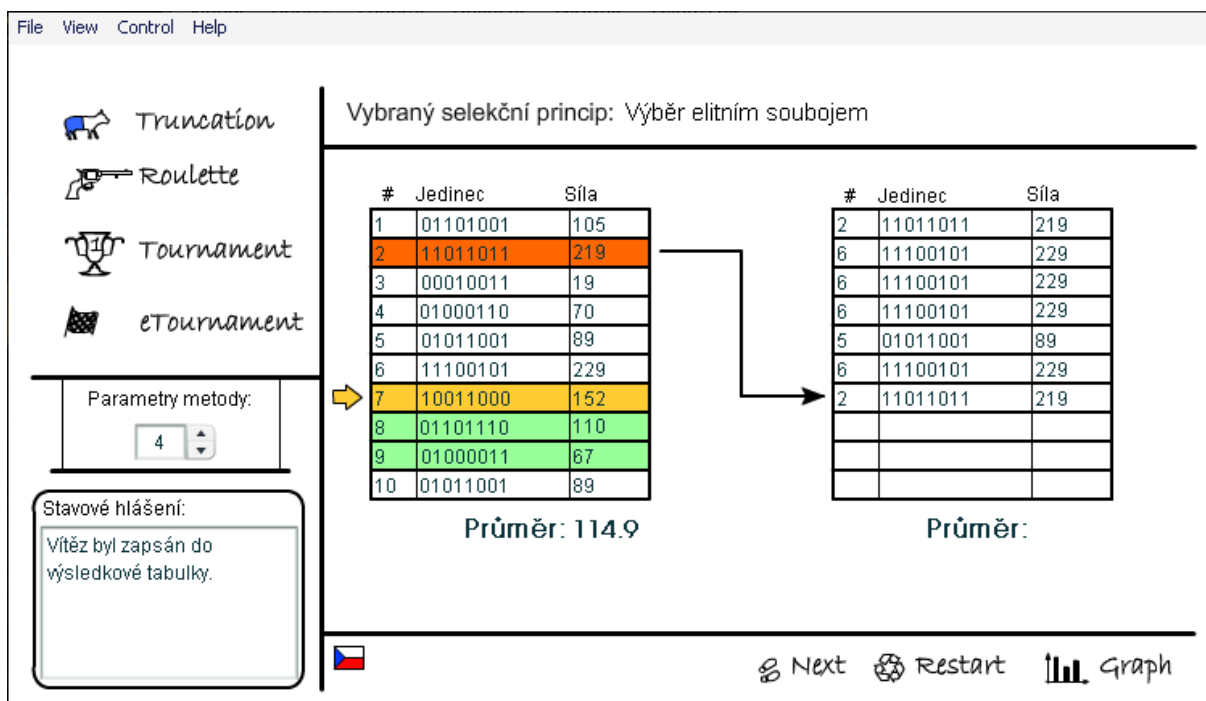 File View Control Help
Truncation
Roulette
Tournament
eTournament
Parametry metody:
4
Stavové hlášení:
Vítěz byl zapsán do
výsledkové tabulky.
Vybraný selekční princip: Výběr elitním soubojem
# Jedinec Síla
1 01101001 105
2 11011011 219
3 00010011 19
4 01000110 70
5 01011001 89
6 11100101 229
7 10011000 152
8 01101110 110
9 01000011 67
10 01011001 89
Průměr: 114.9
# Jedinec Síla
2 11011011 219
6 11100101 229
6 11100101 229
6 11100101 229
5 01011001 89
6 11100101 229
2 11011011 219
Průměr:
Next Restart Graph